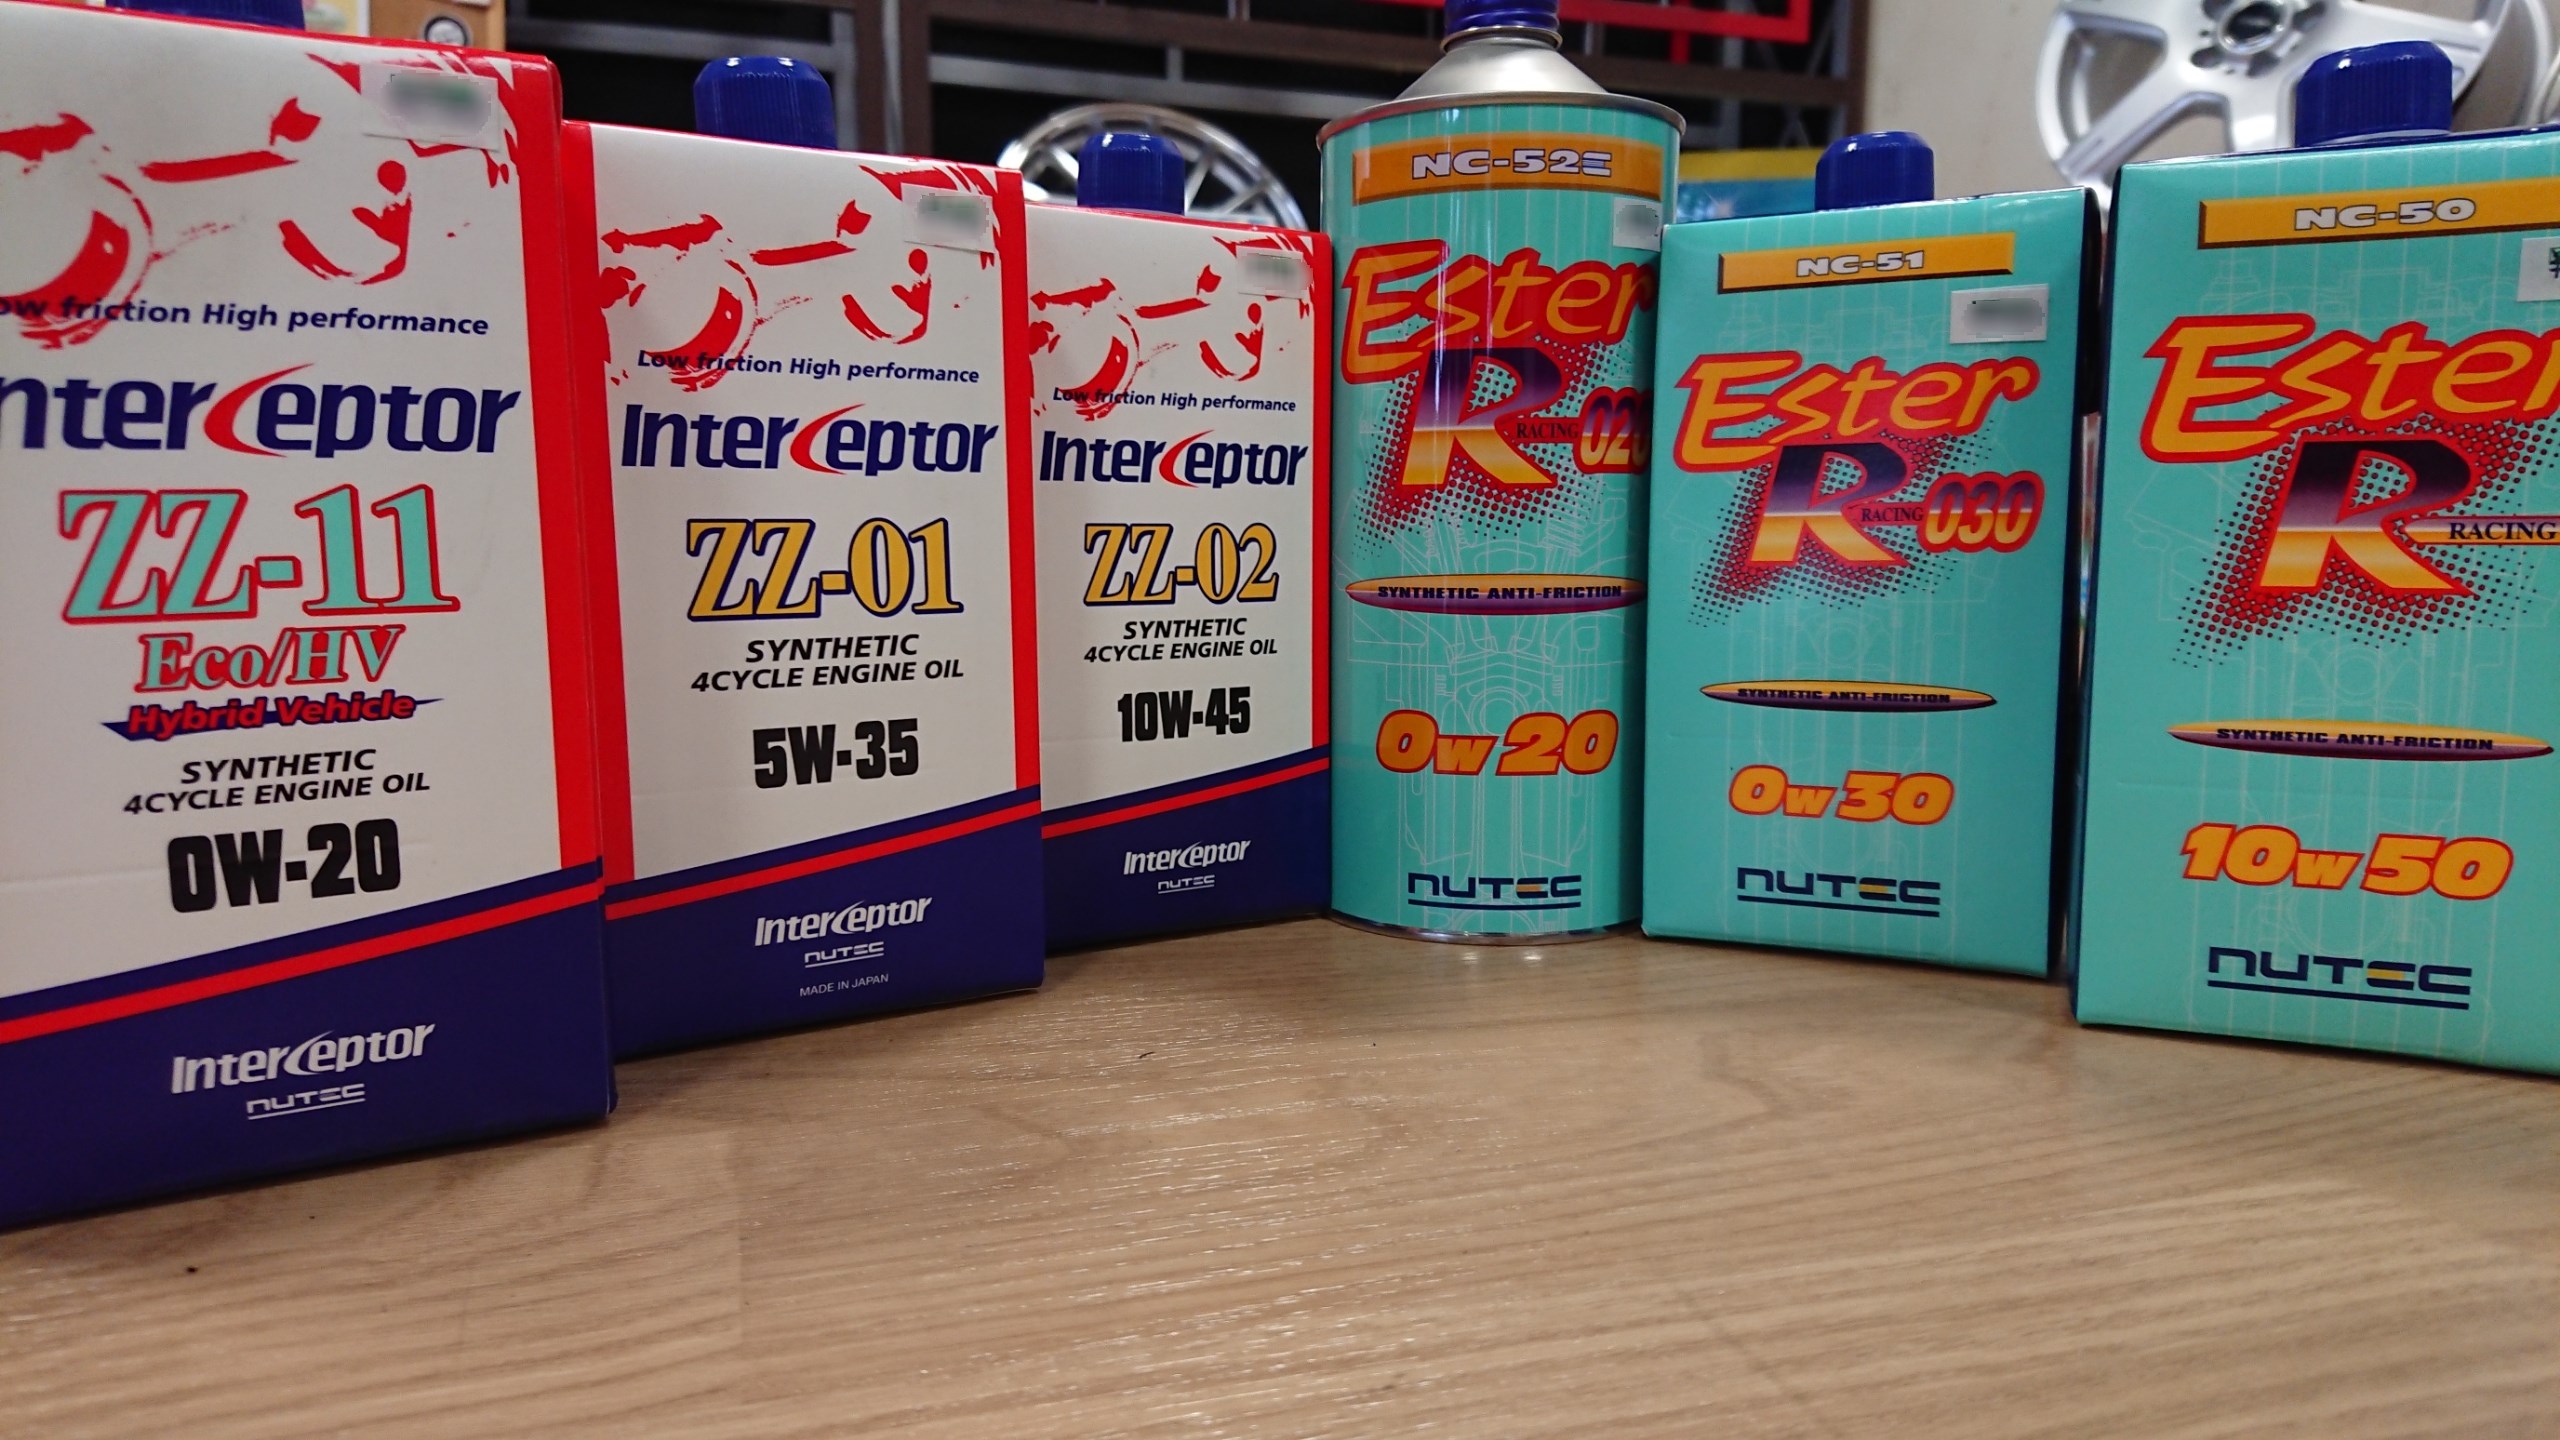 ow friction High performance
nterceptor
ZZ-11
Eco/HV
Hybrid Vehicle
SYNTHETIC
4CYCLE ENGINE OIL
0W-20
Interceptor
NUTEC
Low friction High performance
Interceptor
ZZ-01
SYNTHETIC
4CYCLE ENGINE OIL
5W-35
Interceptor
NUTEC
MADE IN JAPAN
Low friction High performance
Interceptor
ZZ-02
SYNTHETIC
4CYCLE ENGINE OIL
10W-45
Interceptor
NUTEC
NC-52E
Ester
R RACING 020
SYNTHETIC ANTI-FRICTION
0W20
NUTEC
NC-51
Ester
R RACING 030
SYNTHETIC ANTI-FRICTION
0W30
NUTEC
NC-50
¥
Ester
R RACING
SYNTHETIC ANTI-FRICTION
10W50
NUTEC